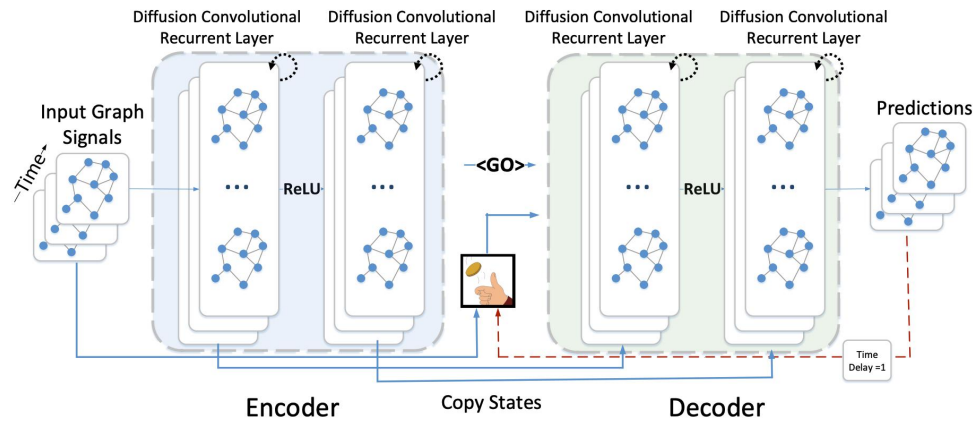 Diffusion Convolutional
Recurrent Layer
Diffusion Convolutional
Recurrent Layer
Diffusion Convolutional
Recurrent Layer
Diffusion Convolutional
Recurrent Layer
Input Graph
Signals
Time
ReLU
<GO>
ReLU
Predictions
Time
Delay =1
Encoder
Copy States
Decoder